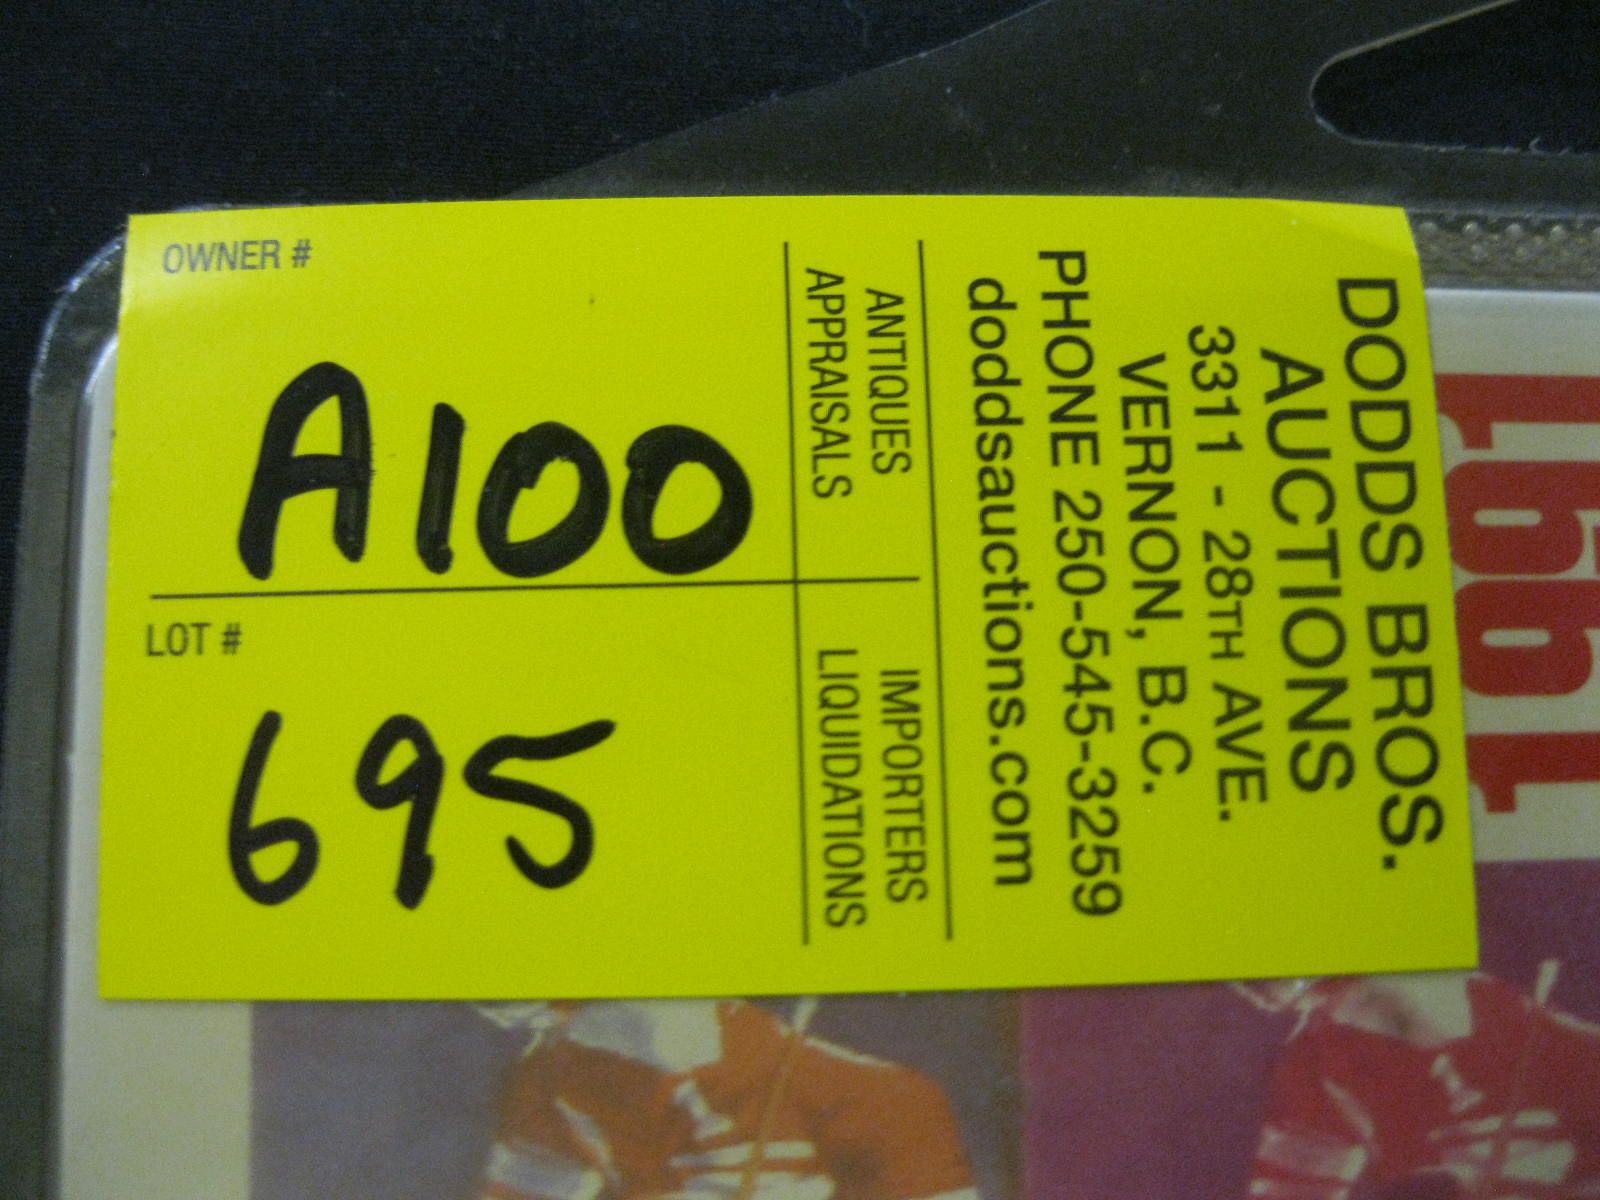 OWNER #
A100
LOT #
695
ANTIQUES
APPRAISALS
IMPORTERS
LIQUIDATIONS
DODDS BROS.
AUCTIONS
3311 - 28TH AVE.
VERNON, B.C.
PHONE 250-545-3259
doddsauctions.com
1991